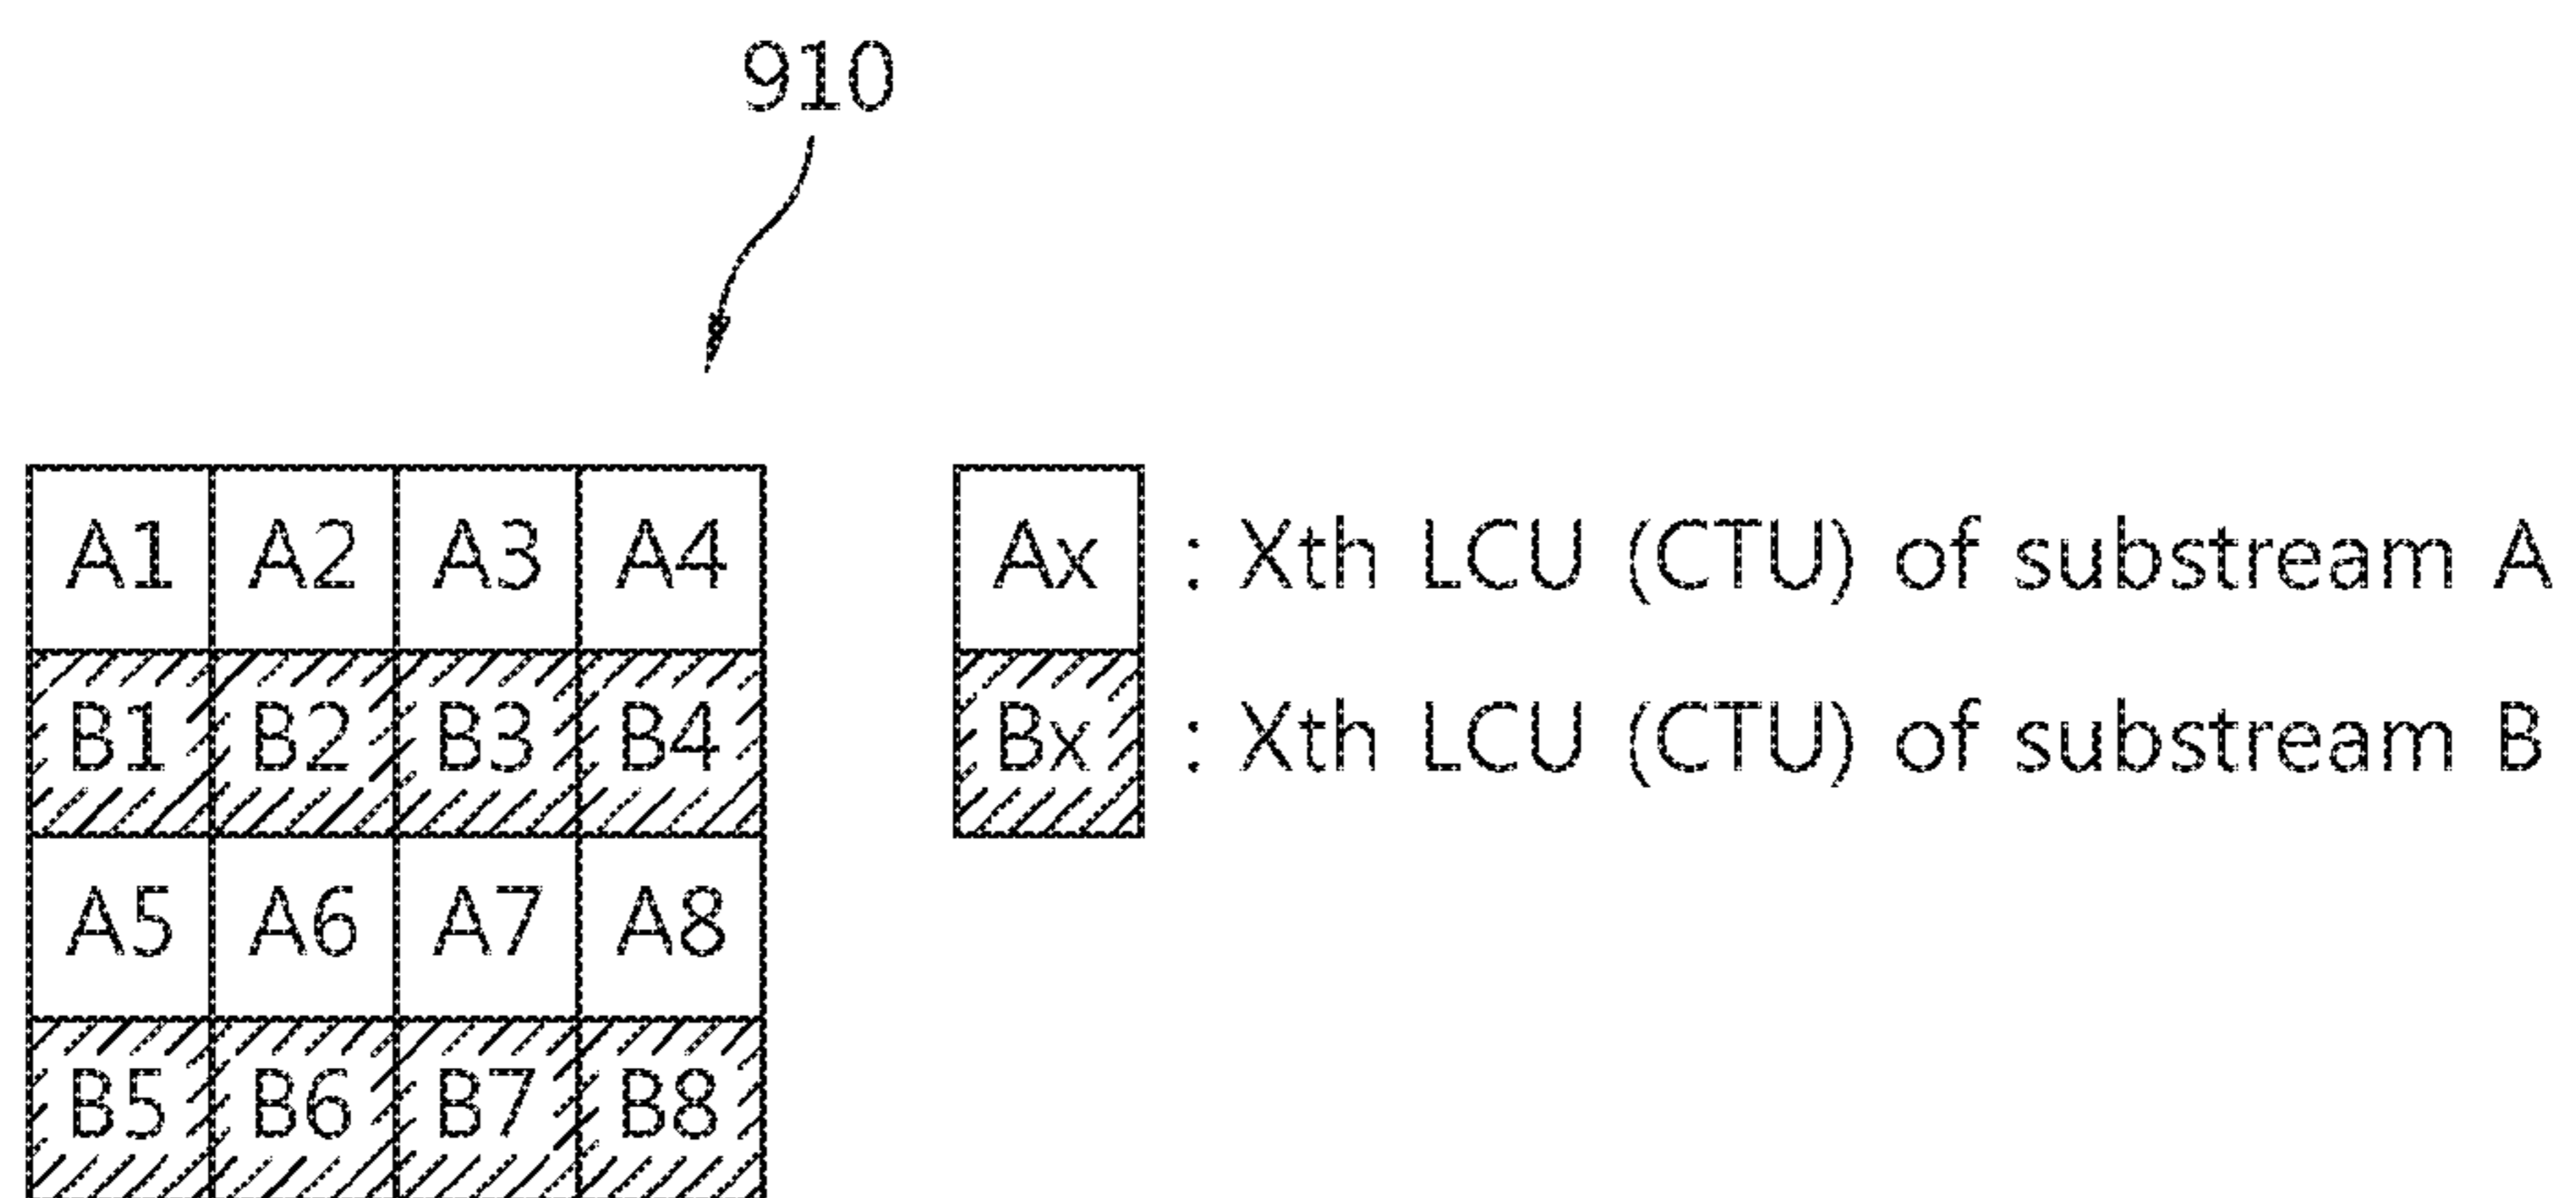 910
A1 A2 A3 A4 Ax : Xth LCU (CTU) of substream A
B1 B2 B3 B4 Bx : Xth LCU (CTU) of substream B
A5 A6 A7 A8
B5 B6 B7 B8